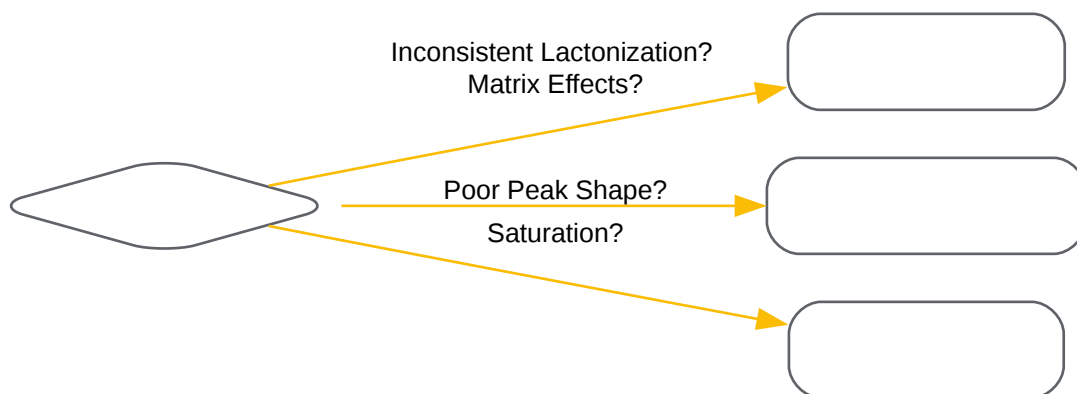 Inconsistent Lactonization?
Matrix Effects?
Poor Peak Shape?
Saturation?